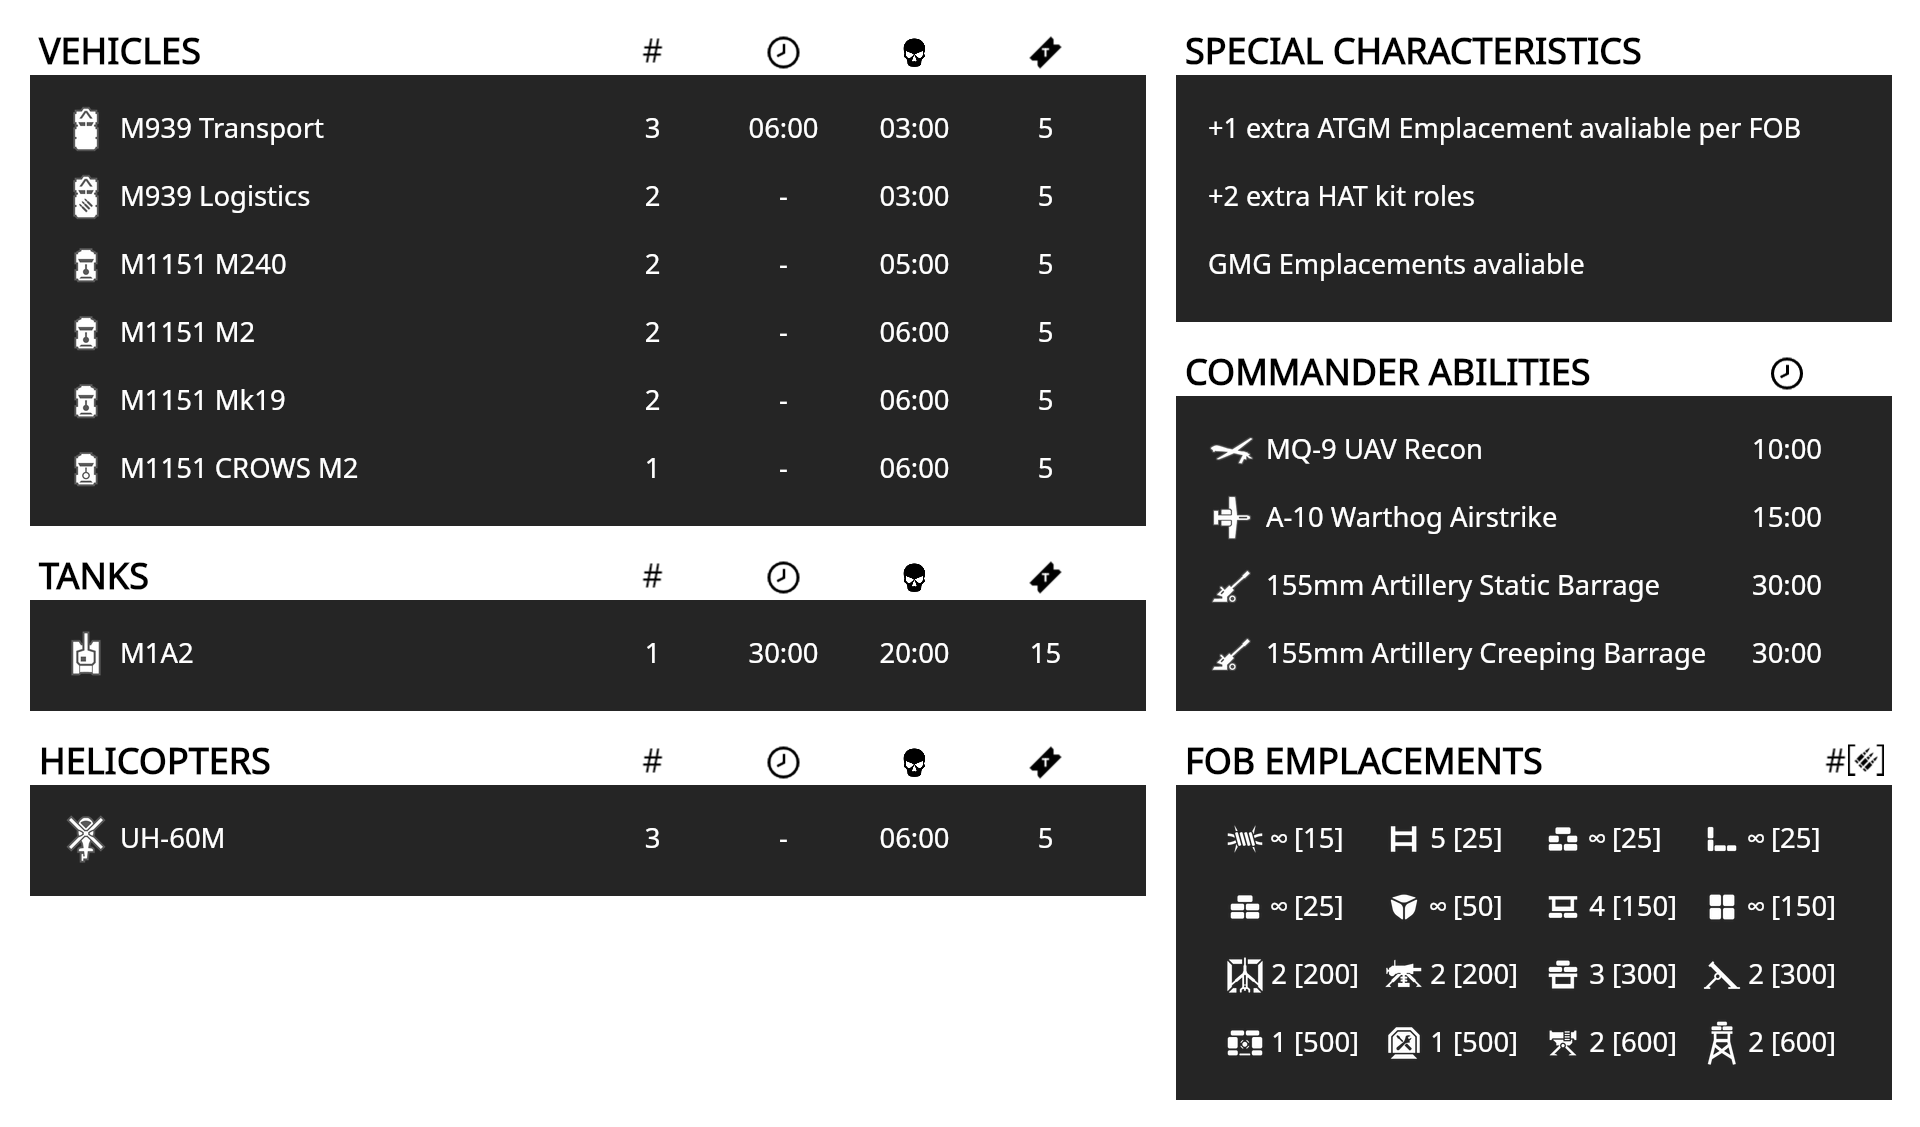 VEHICLES #
M939 Transport 3 06:00 03:00 5
M939 Logistics 2 - 03:00 5
M1151 M240 2 - 05:00 5
M1151 M2 2 - 06:00 5
M1151 Mk19 2 - 06:00 5
M1151 CROWS M2 1 - 06:00 5
TANKS #
M1A2 1 30:00 20:00 15
HELICOPTERS #
UH-60M 3 - 06:00 5
SPECIAL CHARACTERISTICS
+1 extra ATGM Emplacement avaliable per FOB
+2 extra HAT kit roles
GMG Emplacements avaliable
COMMANDER ABILITIES
MQ-9 UAV Recon 10:00
A-10 Warthog Airstrike 15:00
155mm Artillery Static Barrage 30:00
155mm Artillery Creeping Barrage 30:00
FOB EMPLACEMENTS #[]
∞ [15] 5 [25] ∞ [25] ∞ [25]
∞ [25] ∞ [50] 4 [150] ∞ [150]
2 [200] 2 [200] 3 [300] 2 [300]
1 [500] 1 [500] 2 [600] 2 [600]